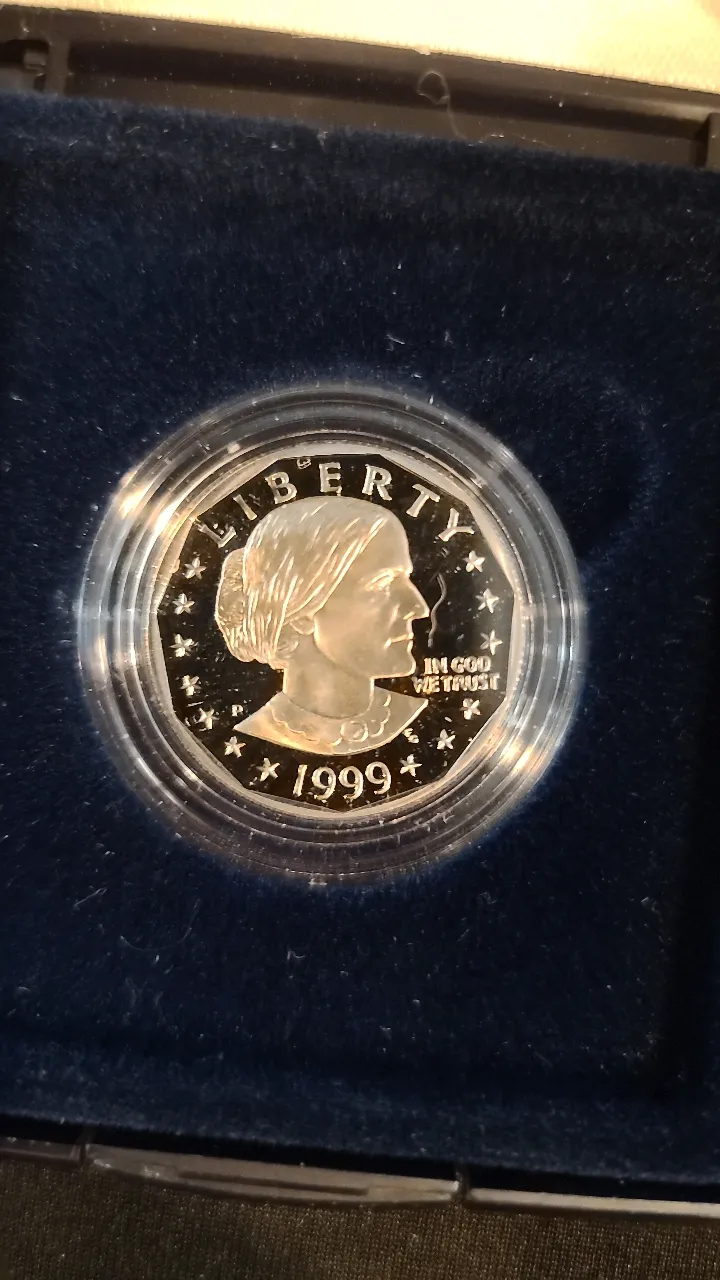 LIBERTY
IN GOD
WE TRUST
P
1999